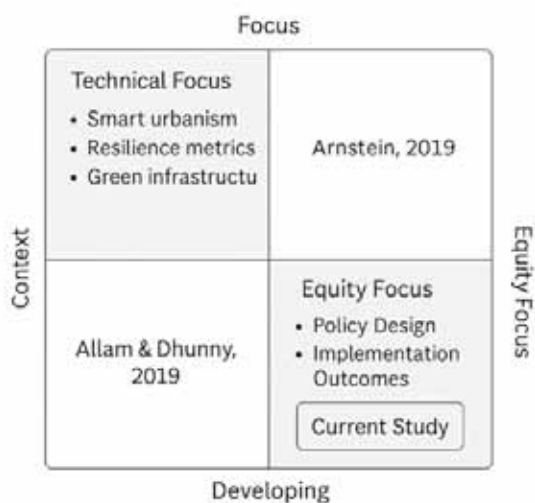 Focus
Technical Focus
• Smart urbanism
• Resilience metrics
• Green infrastructu
Arnstein, 2019
Context
Equity Focus
Allam & Dhunny,
2019
Equity Focus
• Policy Design
• Implementation
Outcomes
Current Study
Developing